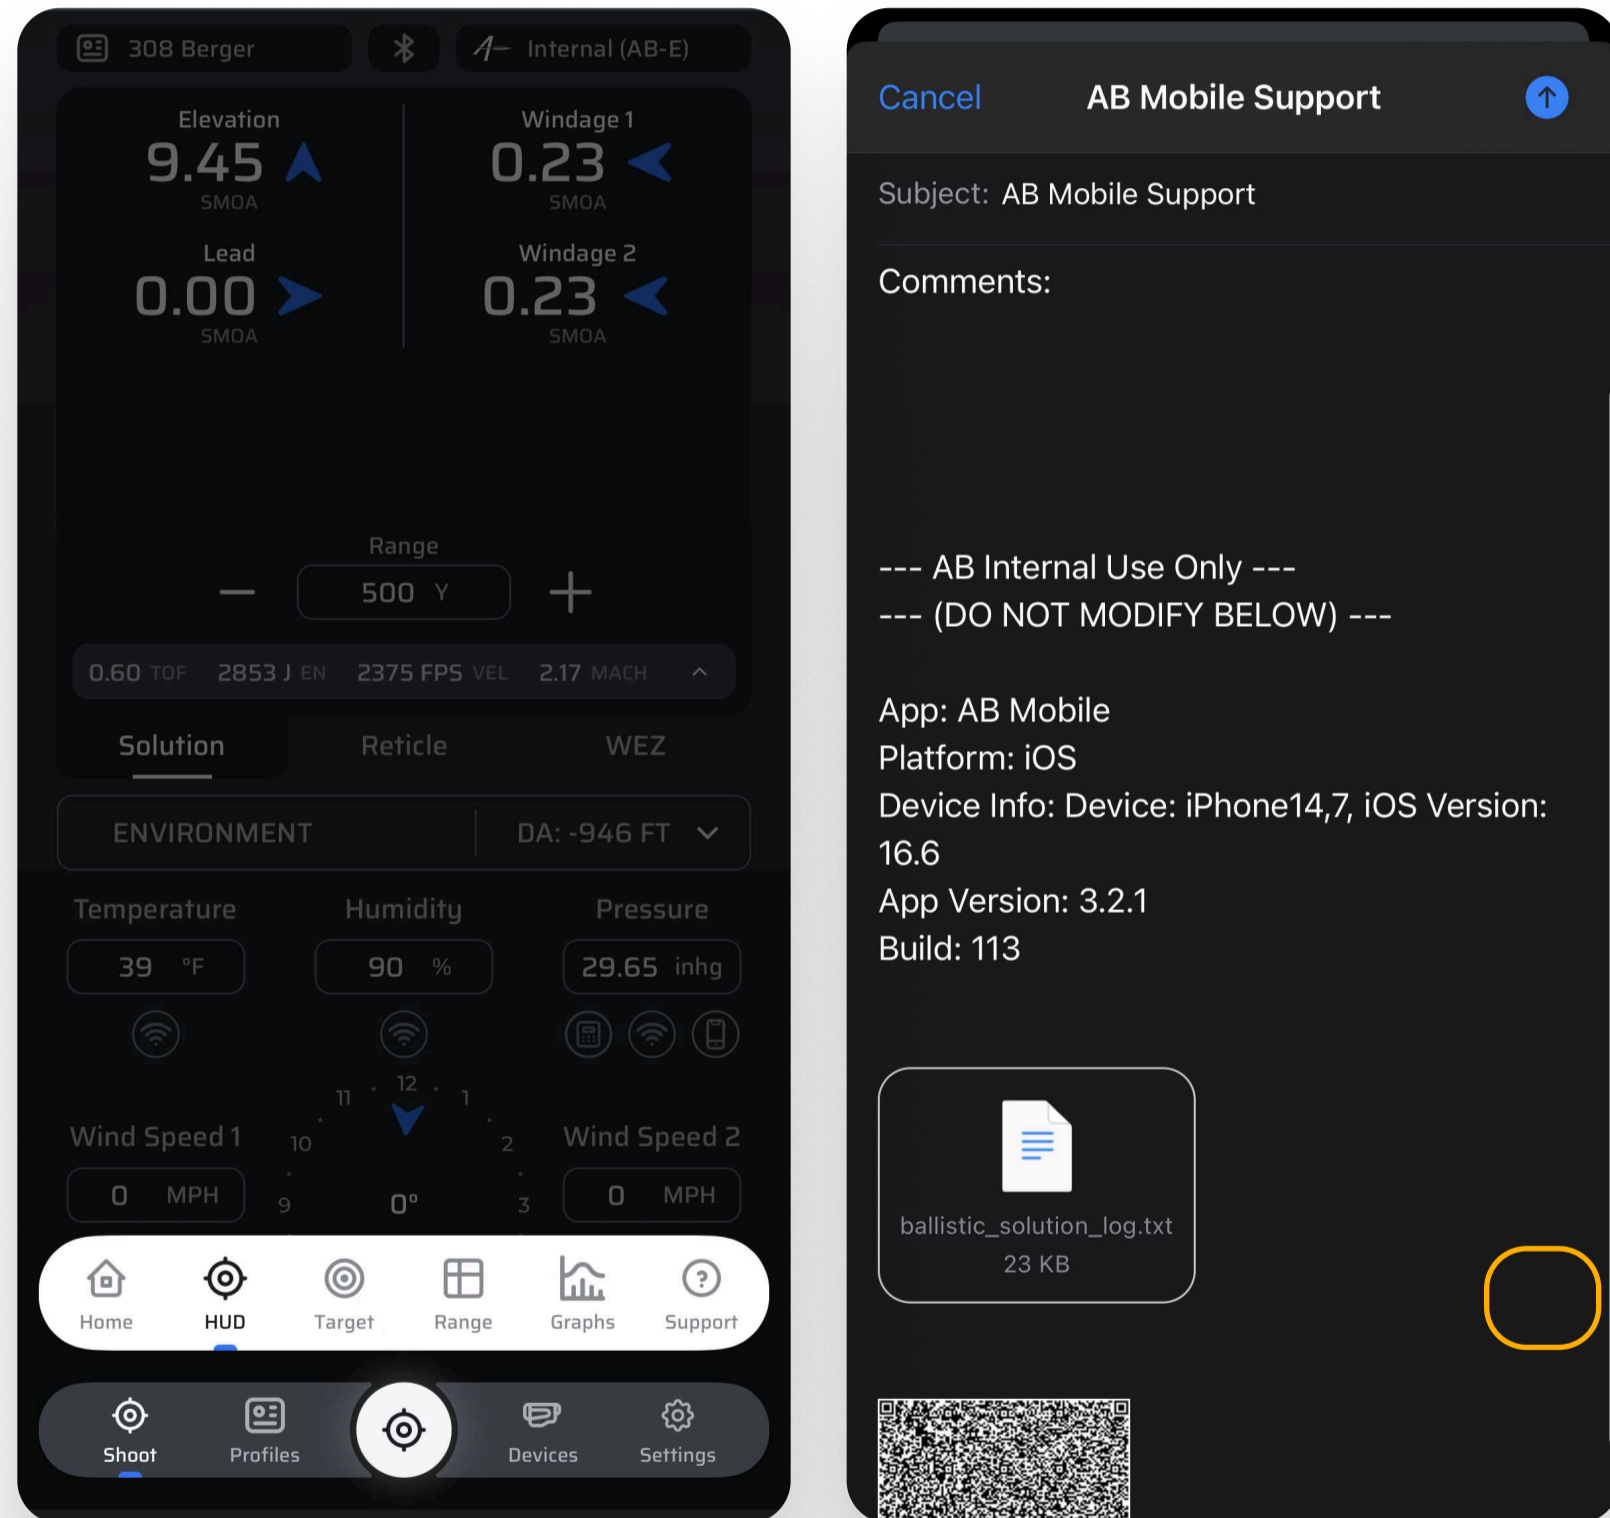 308 Berger
A- Internal (AB-E)
Elevation
Windage 1
9.45
0.23
SMOA
SMOA
Lead
Windage 2
0.00
0.23
SMOA
SMOA
Range
500 Y
0.60 TOF 2853 J EN 2375 FPS VEL 2.17 MACH
Solution Reticle WEZ
ENVIRONMENT DA: -946 FT
Temperature Humidity Pressure
39 °F 90 % 29.65 inhg
12
11 1
Wind Speed 1 10 2 Wind Speed 2
0 MPH 9 0° 3 0 MPH
Home HUD Target Range Graphs Support
Shoot Profiles Devices Settings
Cancel AB Mobile Support
Subject: AB Mobile Support
Comments:
--- AB Internal Use Only ---
--- (DO NOT MODIFY BELOW) ---
App: AB Mobile
Platform: iOS
Device Info: Device: iPhone14,7, iOS Version:
16.6
App Version: 3.2.1
Build: 113
ballistic_solution_log.txt
23 KB